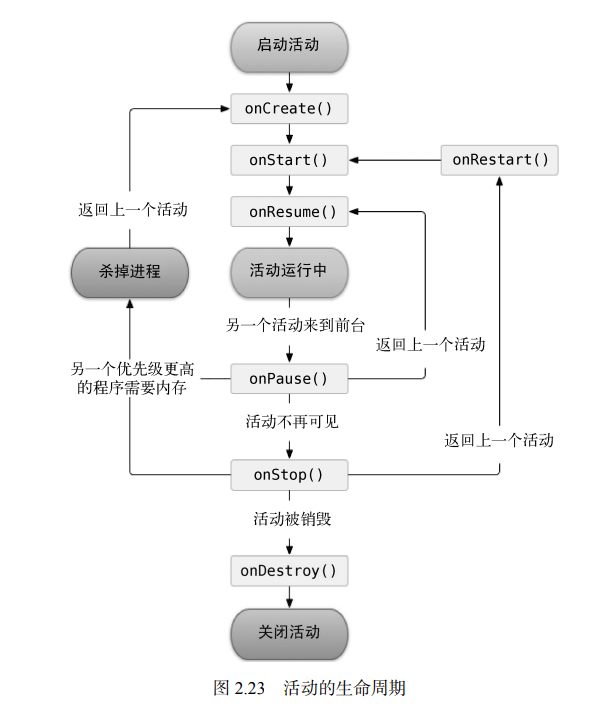 启动活动
onCreate()
onStart()
onRestart()
onResume()
返回上一个活动
杀掉进程
活动运行中
另一个活动来到前台
返回上一个活动
另一个优先级更高
的程序需要内存
onPause()
活动不再可见
返回上一个活动
onStop()
活动被销毁
onDestroy()
关闭活动
图 2.23 活动的生命周期